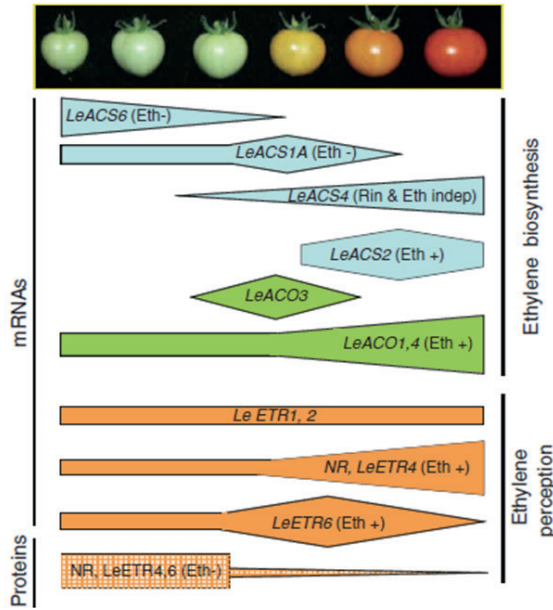 LeACS6 (Eth-)
LeACS1A (Eth -)
LeACS4 (Rin & Eth indep)
LeACS2 (Eth +)
LeACO3
LeACO1,4 (Eth +)
Le ETR1, 2
NR, LeETR4 (Eth +)
LeETR6 (Eth +)
NR, LeETR4,6 (Eth-)
mRNAs
Proteins
Ethylene biosynthesis
Ethylene
perception